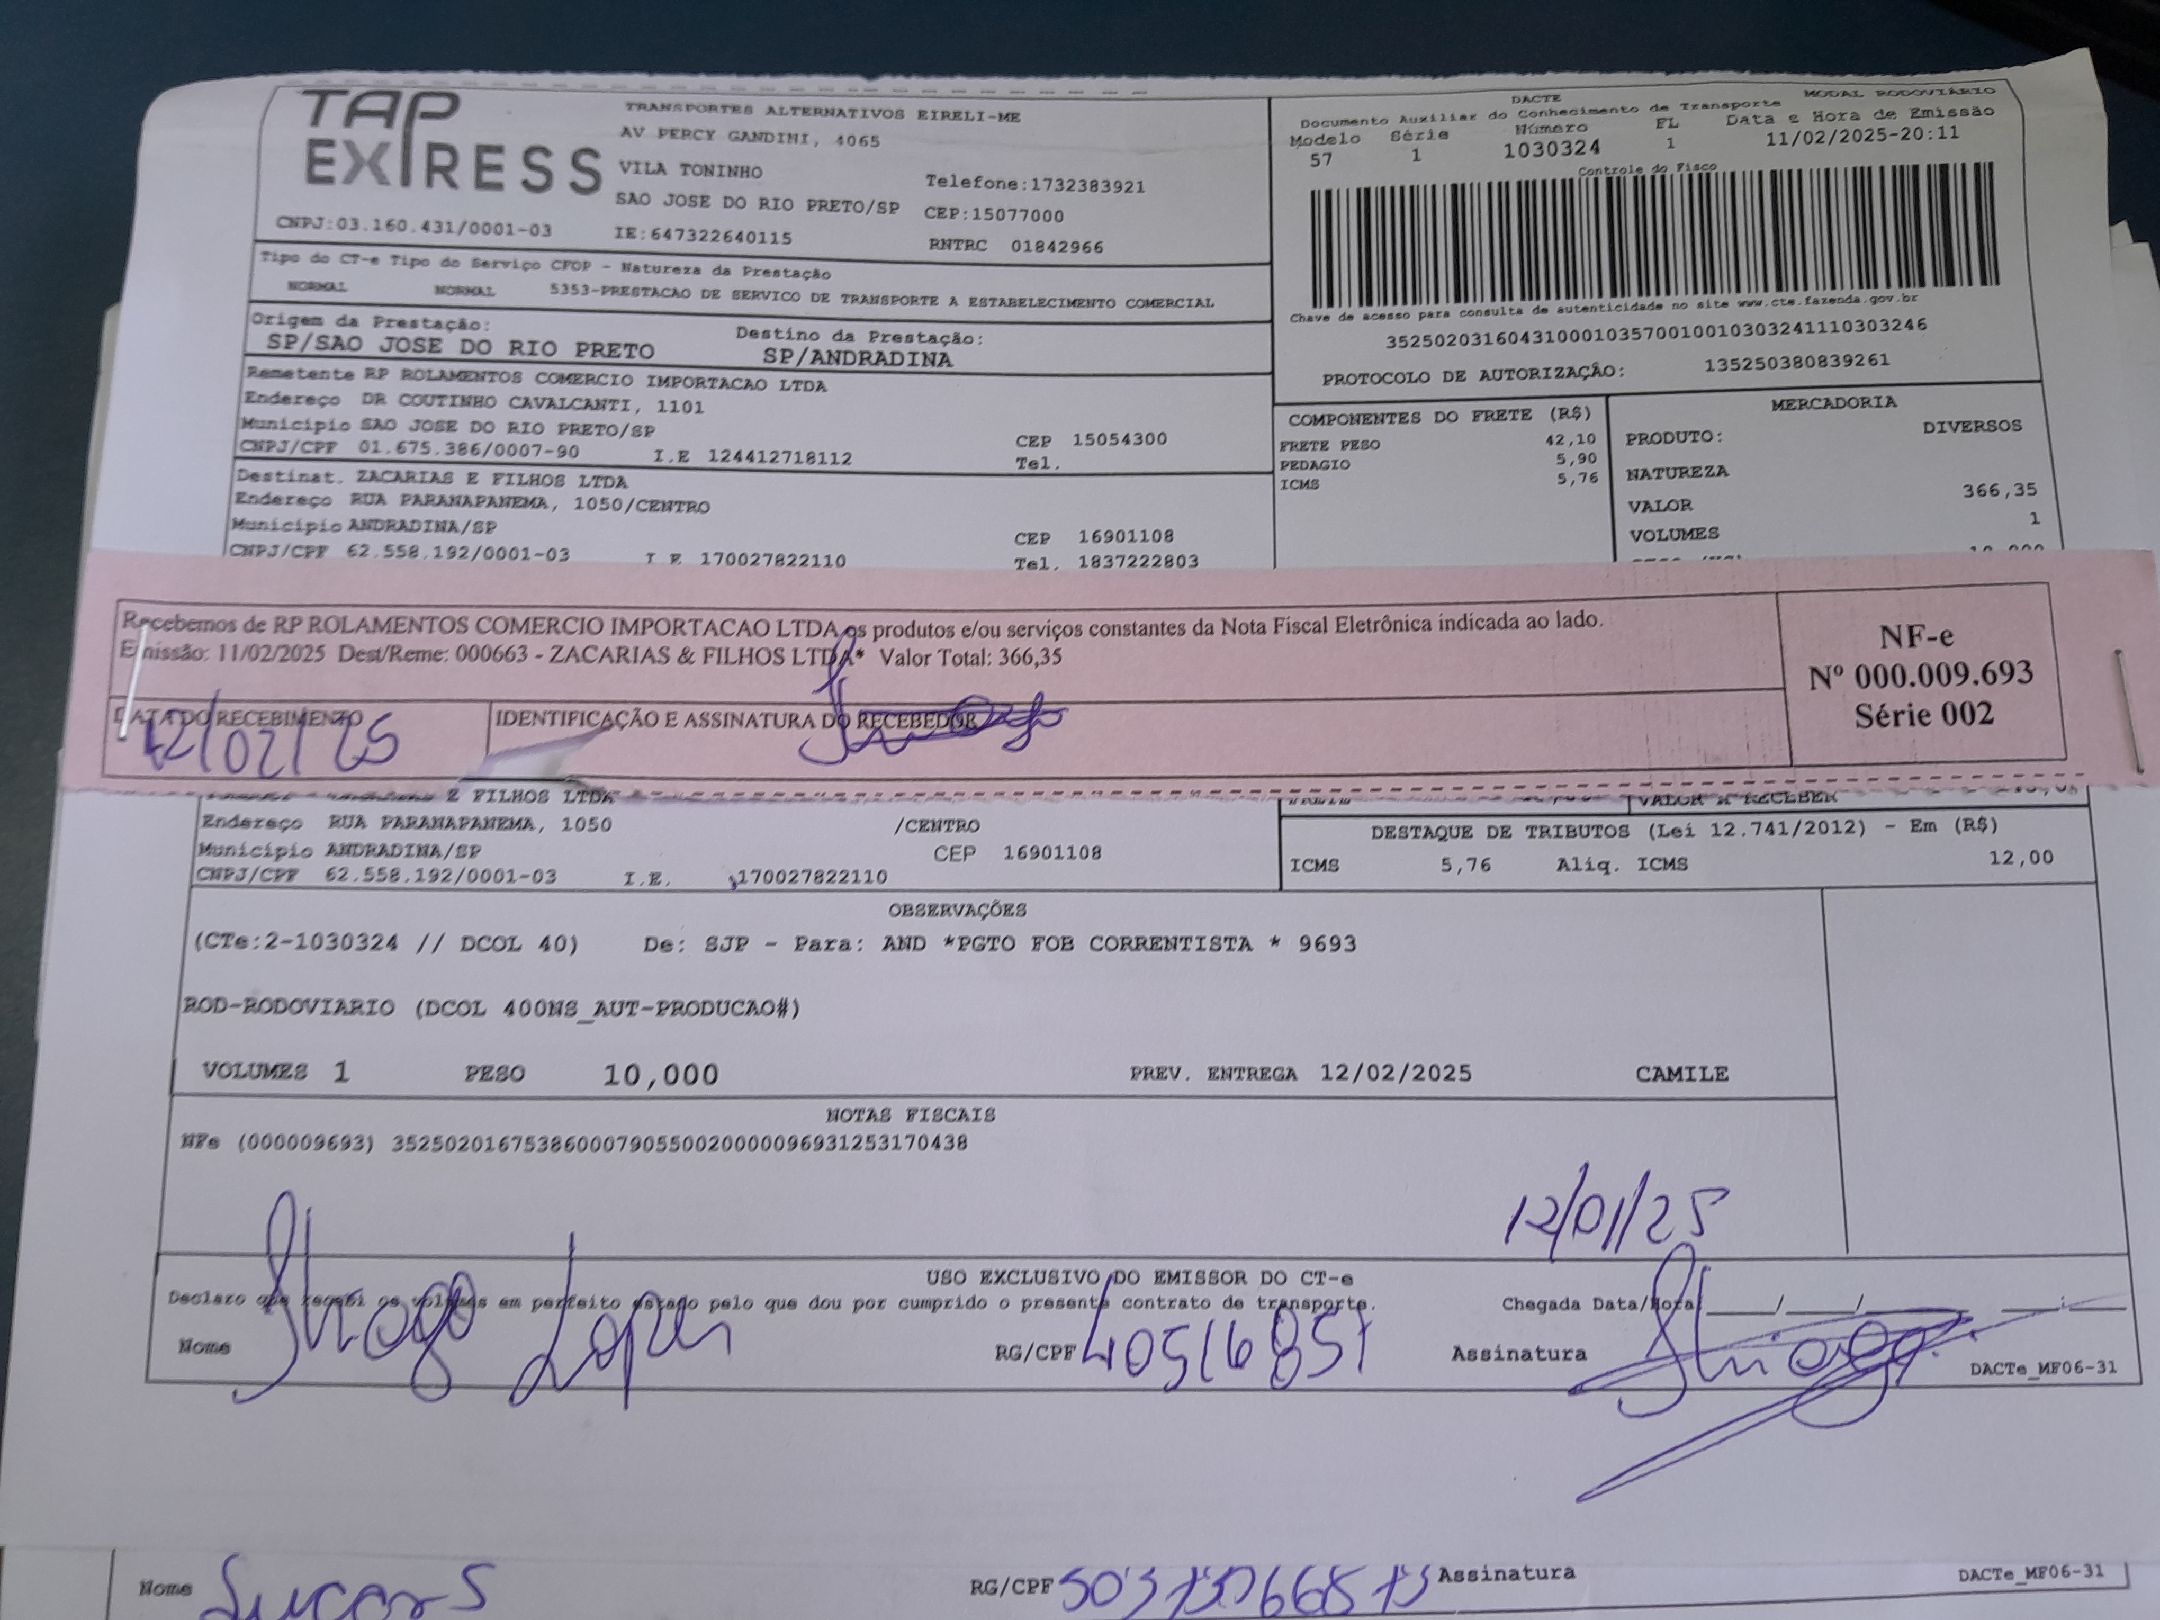 TAP EXPRESS
TRANSPORTES ALTERNATIVOS EIRELI-ME
AV PERCY GANDINI, 4065
VILA TONINHO
Telefone:1732383921
SAO JOSE DO RIO PRETO/SP CEP:15077000
CNPJ:03.160.431/0001-03 IE:647322640115 RNTRC 01842966
DACTE MODAL RODOVIÁRIO
Documento Auxiliar do Conhecimento de Transporte
Modelo Série Número FL Data e Hora de Emissão
57 1 1030324 1 11/02/2025-20:11
Controle do Fisco
Chave de acesso para consulta de autenticidade no site www.cte.fazenda.gov.br
35250203160431000103570010010303241110303246
PROTOCOLO DE AUTORIZAÇÃO: 135250380839261
Tipo do CT-e Tipo do Serviço CFOP - Natureza da Prestação
NORMAL NORMAL 5353-PRESTACAO DE SERVICO DE TRANSPORTE A ESTABELECIMENTO COMERCIAL
Origem da Prestação: Destino da Prestação:
SP/SAO JOSE DO RIO PRETO SP/ANDRADINA
Remetente RP ROLAMENTOS COMERCIO IMPORTACAO LTDA
Endereço DR COUTINHO CAVALCANTI, 1101
Município SAO JOSE DO RIO PRETO/SP CEP 15054300
CNPJ/CPF 01.675.386/0007-90 I.E 124412718112 Tel.
Destinat. ZACARIAS E FILHOS LTDA
Endereço RUA PARANAPANEMA, 1050/CENTRO
Município ANDRADINA/SP CEP 16901108
CNPJ/CPF 62.558.192/0001-03 I E 170027822110 Tel. 1837222803
COMPONENTES DO FRETE (R$)
FRETE PESO 42,10
PEDAGIO 5,90
ICMS 5,76
MERCADORIA
PRODUTO: DIVERSOS
NATUREZA
VALOR 366,35
VOLUMES 1
Recebemos de RP ROLAMENTOS COMERCIO IMPORTACAO LTDA os produtos e/ou serviços constantes da Nota Fiscal Eletrônica indicada ao lado.
Emissão: 11/02/2025 Dest/Reme: 000663 - ZACARIAS & FILHOS LTDA* Valor Total: 366,35
DATA DO RECEBIMENTO IDENTIFICAÇÃO E ASSINATURA DO RECEBEDOR
12/02/25
NF-e
Nº 000.009.693
Série 002
E FILHOS LTDA
VALOR A RECEBER
Endereço RUA PARANAPANEMA, 1050 /CENTRO
Município ANDRADINA/SP CEP 16901108
CNPJ/CPF 62.558.192/0001-03 I.E. 170027822110
DESTAQUE DE TRIBUTOS (Lei 12.741/2012) - Em (R$)
ICMS 5,76 Aliq. ICMS 12,00
OBSERVAÇÕES
(CTe:2-1030324 // DCOL 40) De: SJP - Para: AND *PGTO FOB CORRENTISTA * 9693
ROD-RODOVIARIO (DCOL 400NS_AUT-PRODUCAO#)
VOLUMES 1 PESO 10,000 PREV. ENTREGA 12/02/2025 CAMILE
NOTAS FISCAIS
NFe (000009693) 35250201675386000790550020000096931253170438
12/01/25
USO EXCLUSIVO DO EMISSOR DO CT-e
Declaro que recebi os volumes em perfeito estado pelo que dou por cumprido o presente contrato de transporte. Chegada Data/Hora ____/____/______ ____:____
Nome Thiago Lopes RG/CPF 40516857 Assinatura Thiago
DACTe_MF06-31
Nome RG/CPF Assinatura DACTe_MF06-31